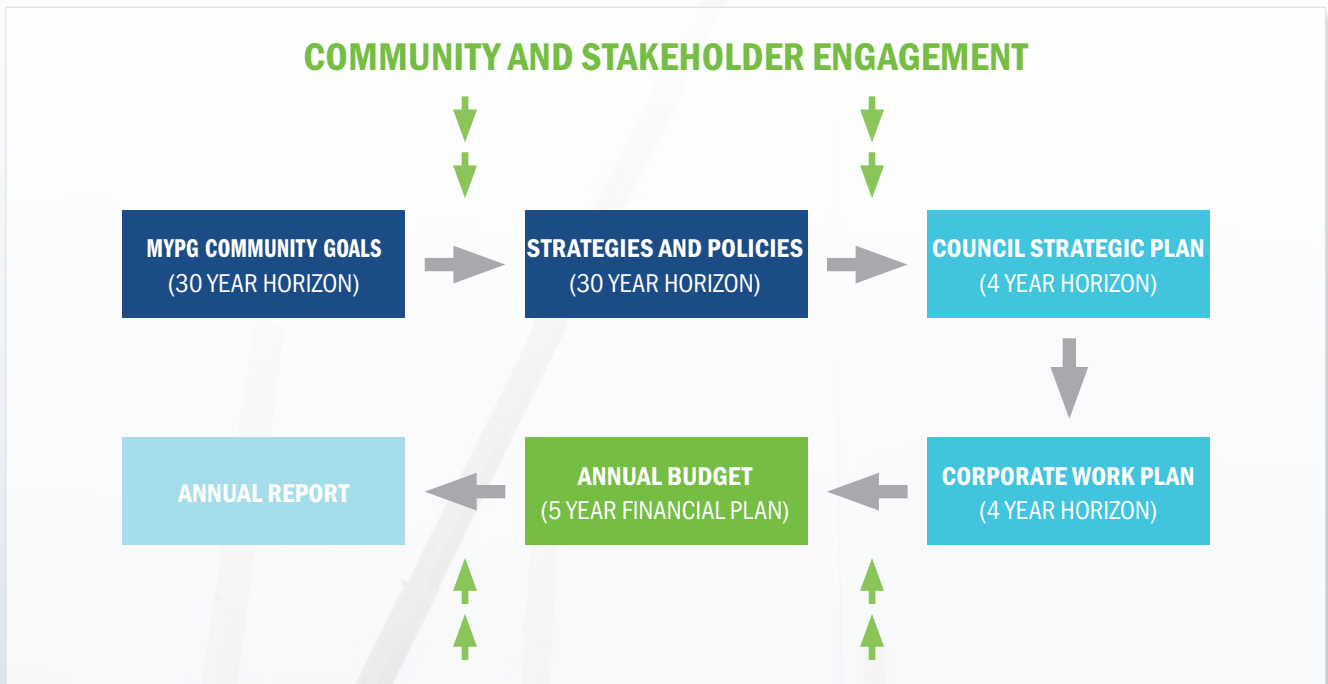 COMMUNITY AND STAKEHOLDER ENGAGEMENT
MYPG COMMUNITY GOALS
(30 YEAR HORIZON)
STRATEGIES AND POLICIES
(30 YEAR HORIZON)
COUNCIL STRATEGIC PLAN
(4 YEAR HORIZON)
ANNUAL REPORT
ANNUAL BUDGET
(5 YEAR FINANCIAL PLAN)
CORPORATE WORK PLAN
(4 YEAR HORIZON)